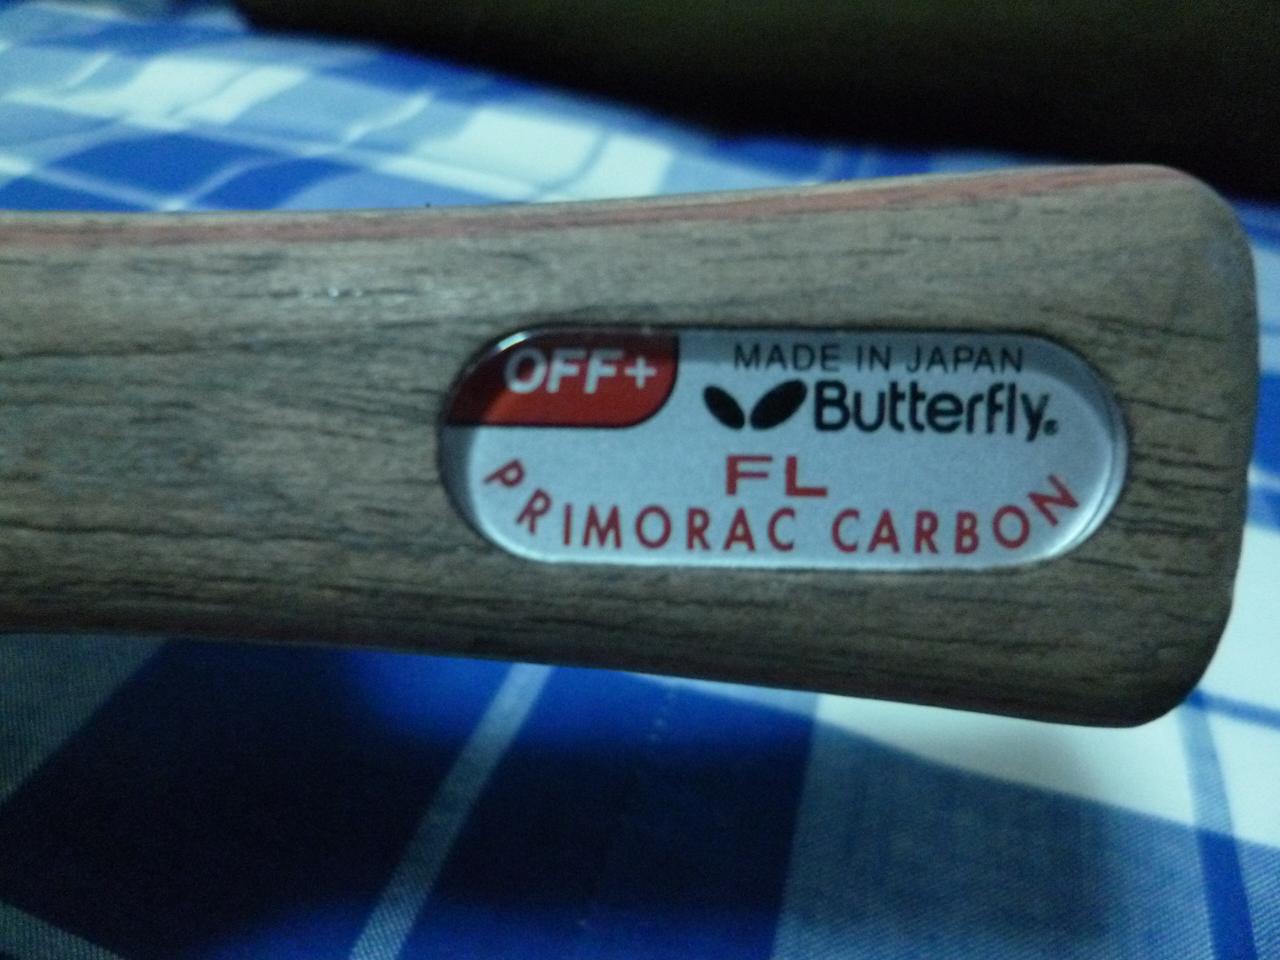 OFF+
MADE IN JAPAN
Butterfly®
FL
PRIMORAC CARBON